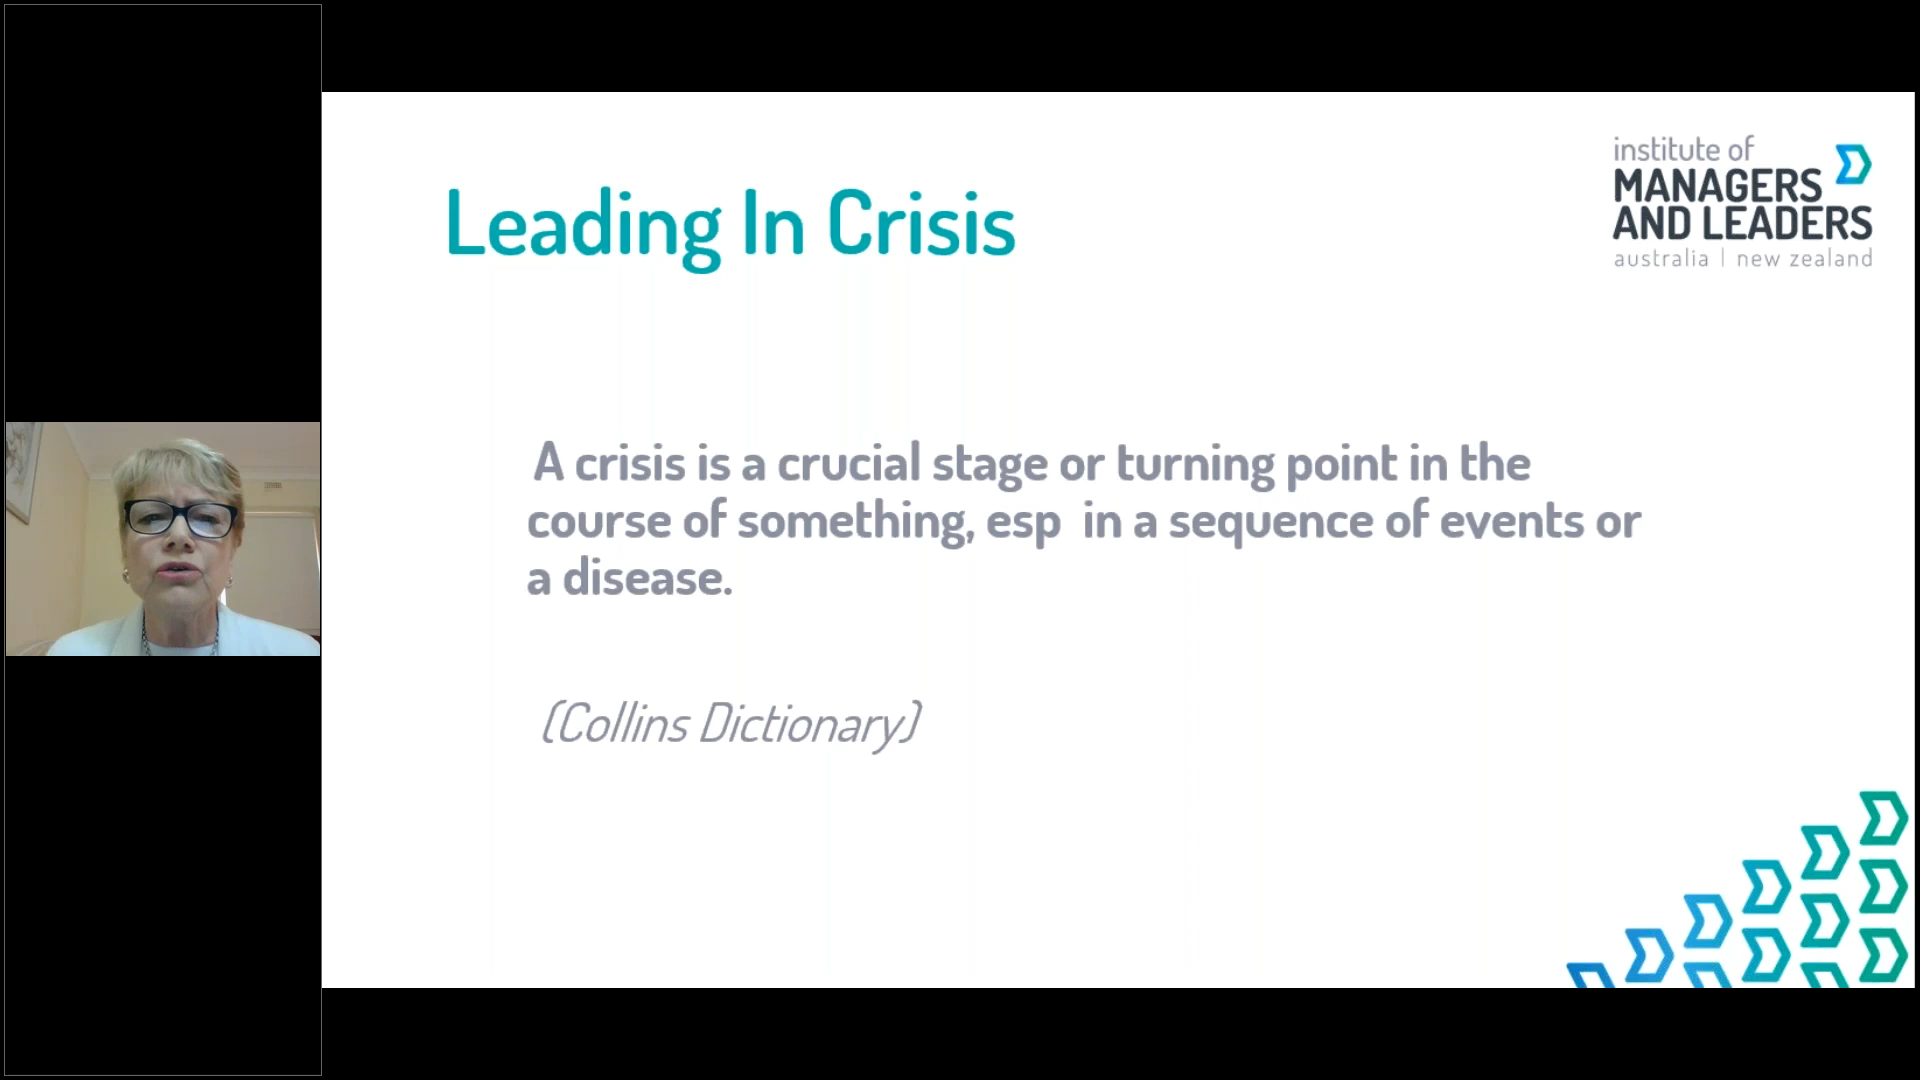 institute of
MANAGERS
AND LEADERS
australia | new zealand
Leading In Crisis
A crisis is a crucial stage or turning point in the
course of something, esp  in a sequence of events or
a disease.
(Collins Dictionary)